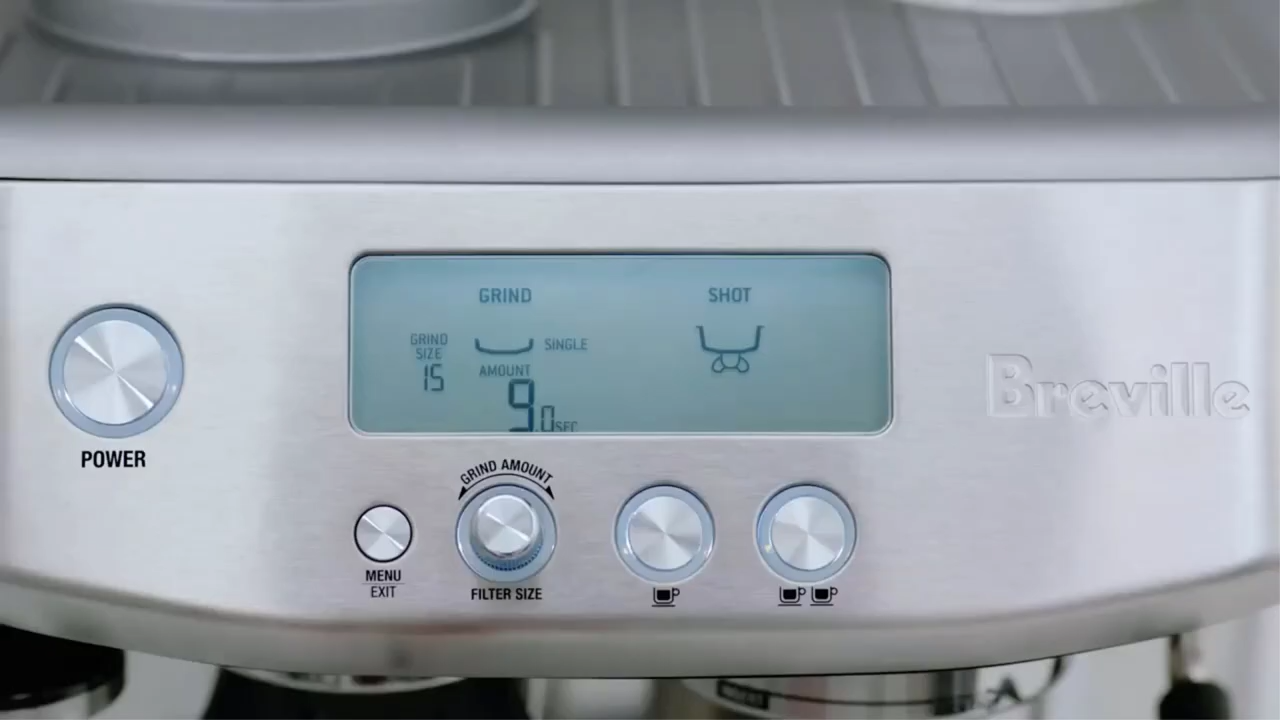 GRIND
SHOT
GRIND
SIZE
15
SINGLE
AMOUNT
9.0SEC
Breville
POWER
GRIND AMOUNT
MENU
EXIT
FILTER SIZE